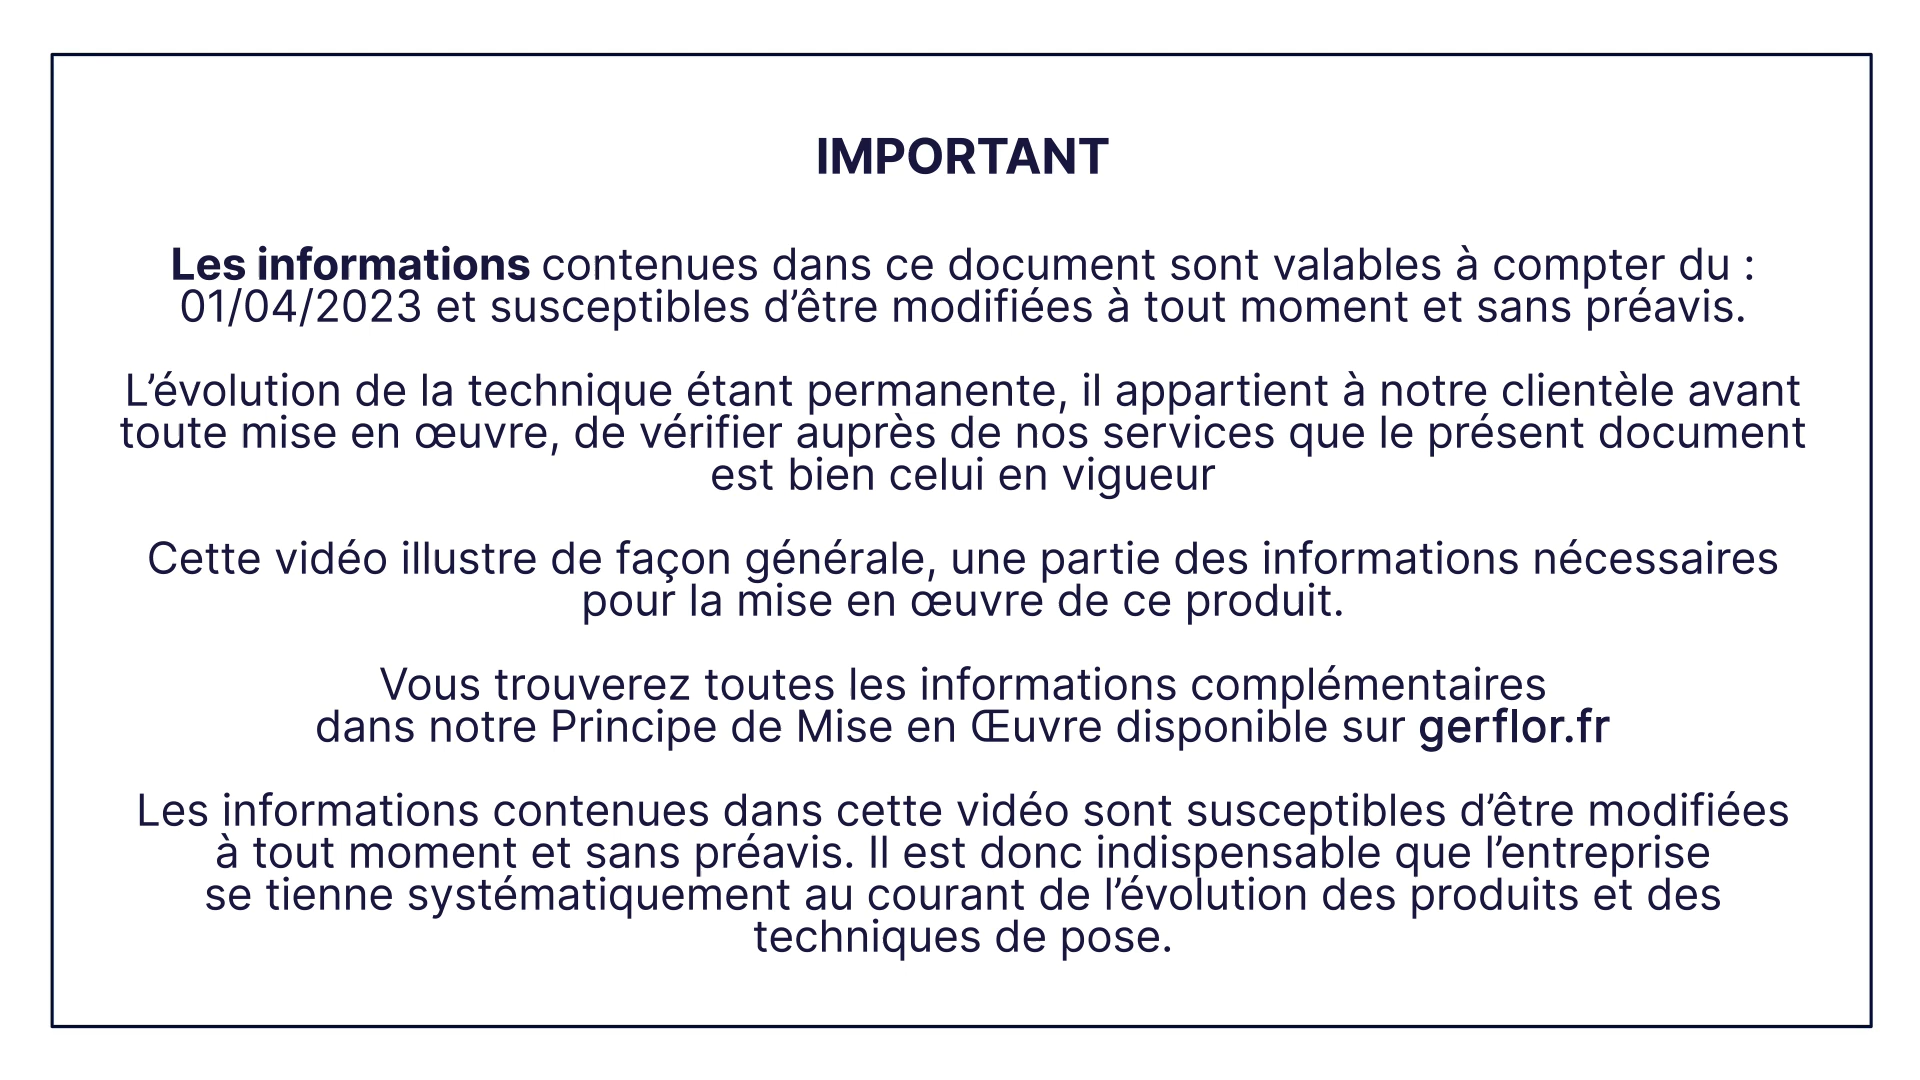 IMPORTANT
Les informations contenues dans ce document sont valables à compter du :
01/04/2023 et susceptibles d’être modifiées à tout moment et sans préavis.
L’évolution de la technique étant permanente, il appartient à notre clientèle avant
toute mise en œuvre, de vérifier auprès de nos services que le présent document
est bien celui en vigueur
Cette vidéo illustre de façon générale, une partie des informations nécessaires
pour la mise en œuvre de ce produit.
Vous trouverez toutes les informations complémentaires
dans notre Principe de Mise en Œuvre disponible sur gerflor.fr
Les informations contenues dans cette vidéo sont susceptibles d’être modifiées
à tout moment et sans préavis. Il est donc indispensable que l’entreprise
se tienne systématiquement au courant de l’évolution des produits et des
techniques de pose.